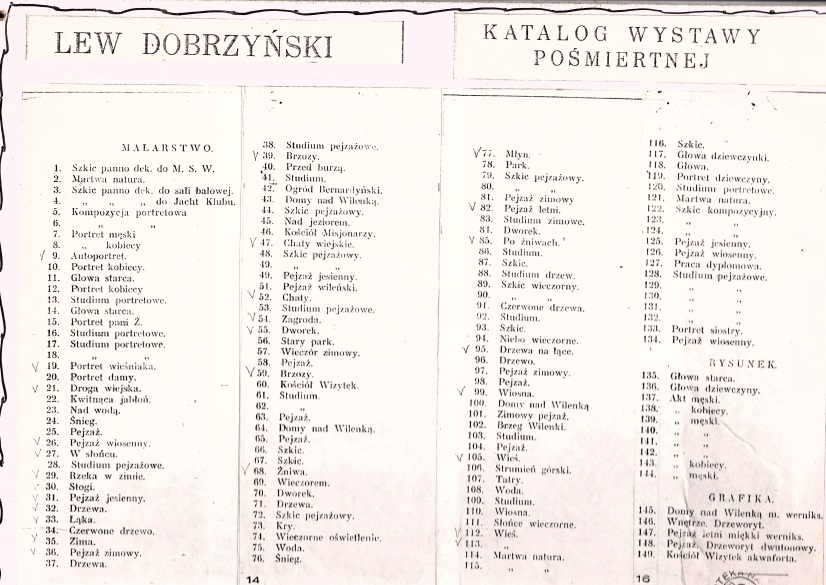 LEW DOBRZYŃSKI
KATALOG WYSTAWY
POŚMIERTNEJ
MALARSTWO.
1. Szkic panno dek. do M. S. W.
2. Martwa natura.
3. Szkic panno dek. do sali balowej.
4. „ „ „ do Jacht Klubu.
5. Kompozycja portretowa
6. „ „
7. Portret męski
8. „ kobiecy
√ 9. Autoportret.
10. Portret kobiecy.
11. Głowa starca.
12. Portret kobiecy
13. Studium portretowe.
14. Głowa starca.
15. Portret pani Ż.
16. Studium portretowe.
17. Studium portretowe.
18. „ „
√ 19. Portret wieśniaka.
20. Portret damy.
√ 21. Droga wiejska.
22. Kwitnąca jabłoń.
23. Nad wodą.
24. Śnieg.
25. Pejzaż.
√ 26. Pejzaż wiosenny.
√ 27. W słońcu.
28. Studium pejzażowe.
√ 29. Rzeka w zimie.
√ 30. Stogi.
√ 31. Pejzaż jesienny.
√ 32. Drzewa.
√ 33. Łąka.
√ 34. Czerwone drzewo.
√ 35. Zima.
√ 36. Pejzaż zimowy.
37. Drzewa.
38. Studium pejzażowe.
√ 39. Brzozy.
40. Przed burzą.
41. Studium.
42. Ogród Bernardyński.
43. Domy nad Wilenką.
44. Szkic pejzażowy.
45. Nad jeziorem.
46. Kościół Misjonarzy.
√ 47. Chaty wiejskie.
48. Szkic pejzażowy.
49. „ „
49. Pejzaż jesienny.
51. Pejzaż wileński.
√ 52. Chaty.
53. Studium pejzażowe.
√ 54. Zagroda.
√ 55. Dworek.
56. Stary park.
57. Wieczór zimowy.
58. Pejzaż.
√ 59. Brzozy.
60. Kościół Wizytek.
61. Studium.
62. „
63. Pejzaż.
64. Domy nad Wilenką.
65. Pejzaż.
66. Szkic.
67. Szkic.
√ 68. Żniwa.
69. Wieczorem.
70. Dworek.
71. Drzewa.
72. Szkic pejzażowy.
73. Kry.
74. Wieczorne oświetlenie.
75. Woda.
76. Śnieg.
14
√ 77. Młyn.
78. Park.
79. Szkic pejzażowy.
80. „ „
81. Pejzaż zimowy
√ 82. Pejzaż letni.
83. Studium zimowe.
84. Dworek.
√ 85. Po żniwach.
86. Studium.
87. Szkic.
88. Studium drzew.
89. Szkic wieczorny.
90. „ „
91. Czerwone drzewa.
92. Studium.
93. Szkic.
94. Niebo wieczorne.
√ 95. Drzewa na łące.
96. Drzewo.
97. Pejzaż zimowy.
98. Pejzaż.
√ 99. Wiosna.
100. Domy nad Wilenką
101. Zimowy pejzaż.
102. Brzeg Wilenki.
103. Studium.
104. Pejzaż.
√ 105. Wieś.
106. Strumień górski.
107. Tatry.
108. Woda.
109. Studium.
110. Wiosna.
111. Słońce wieczorne.
√ 112. Wieś.
√ 113. „
114. Martwa natura.
115. „ „
116. Szkic.
117. Głowa dziewczynki.
118. Głowa.
119. Portret dziewczyny.
120. Studium portretowe.
121. Martwa natura.
122. Szkic kompozycyjny.
123. „ „
124. „ „
125. Pejzaż jesienny.
126. Pejzaż wiosenny.
127. Praca dyplomowa.
128. Studium pejzażowe.
129. „ „
130. „ „
131. „ „
132. „ „
133. Portret siostry.
134. Pejzaż wiosenny.
RYSUNEK.
135. Głowa starca.
136. Głowa dziewczyny.
137. Akt męski.
138. „ kobiecy.
139. „ męski.
140. „ „
141. „ „
142. „ „
143. „ kobiecy.
144. „ męski.
GRAFIKA.
145. Domy nad Wilenką m. werniks.
146. Wnętrze. Drzeworyt.
147. Pejzaż letni miękki werniks.
148. Pejzaż. Drzeworyt dwutonowy.
149. Kościół Wizytek akwaforta.
16